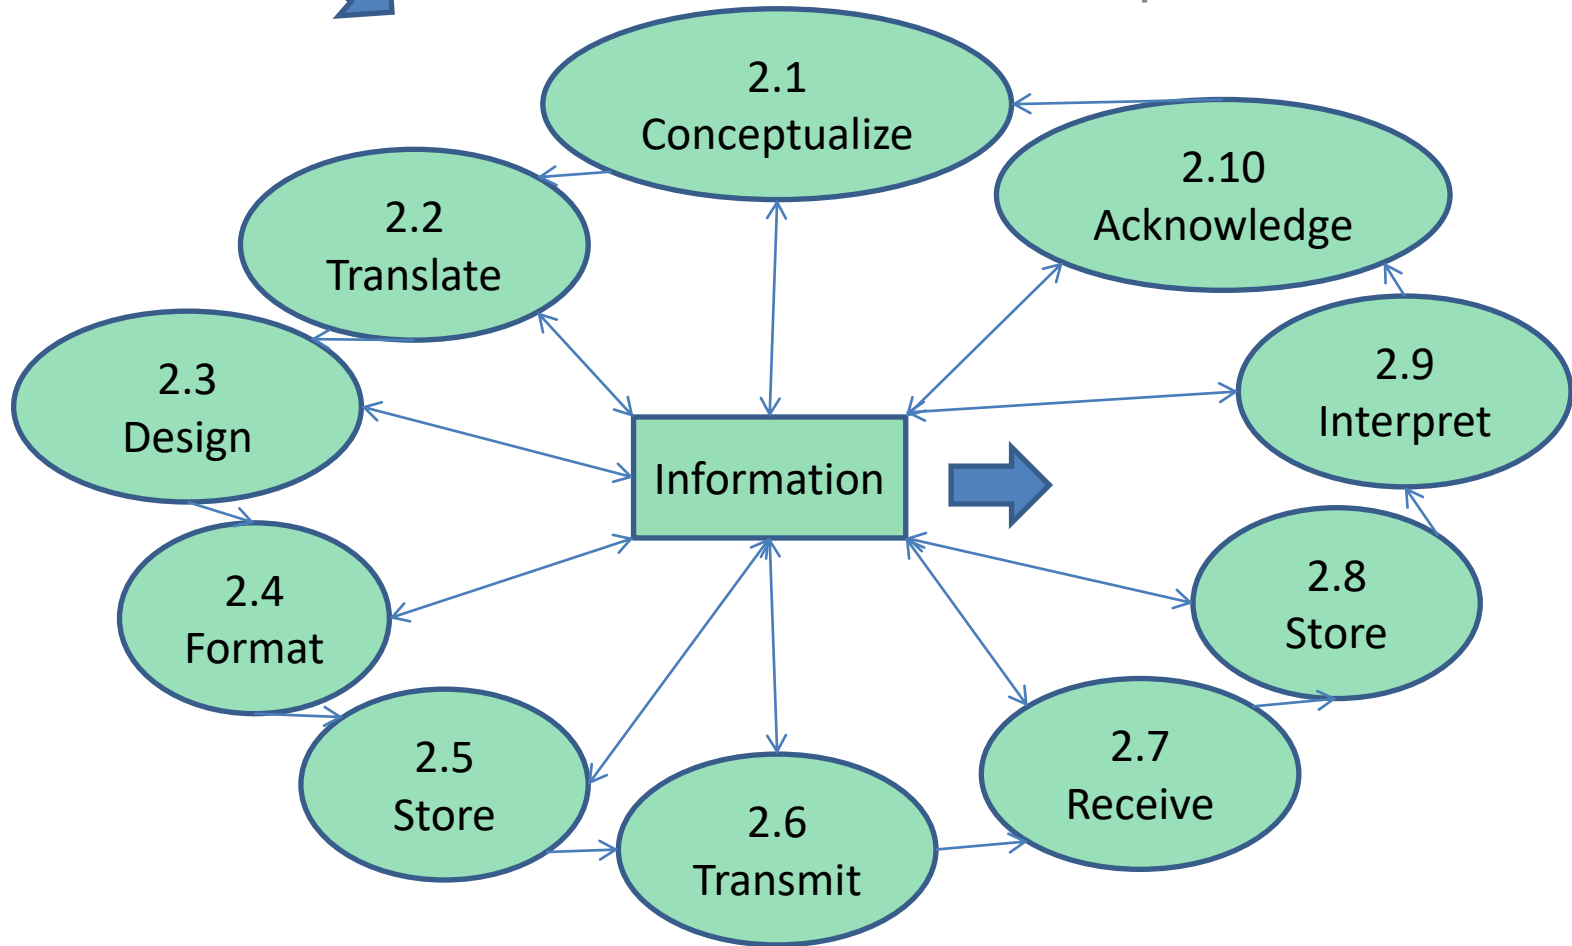 2.1
Conceptualize
2.10
Acknowledge
2.2
Translate
2.3
Design
2.9
Interpret
Information
2.4
Format
2.8
Store
2.5
Store
2.7
Receive
2.6
Transmit